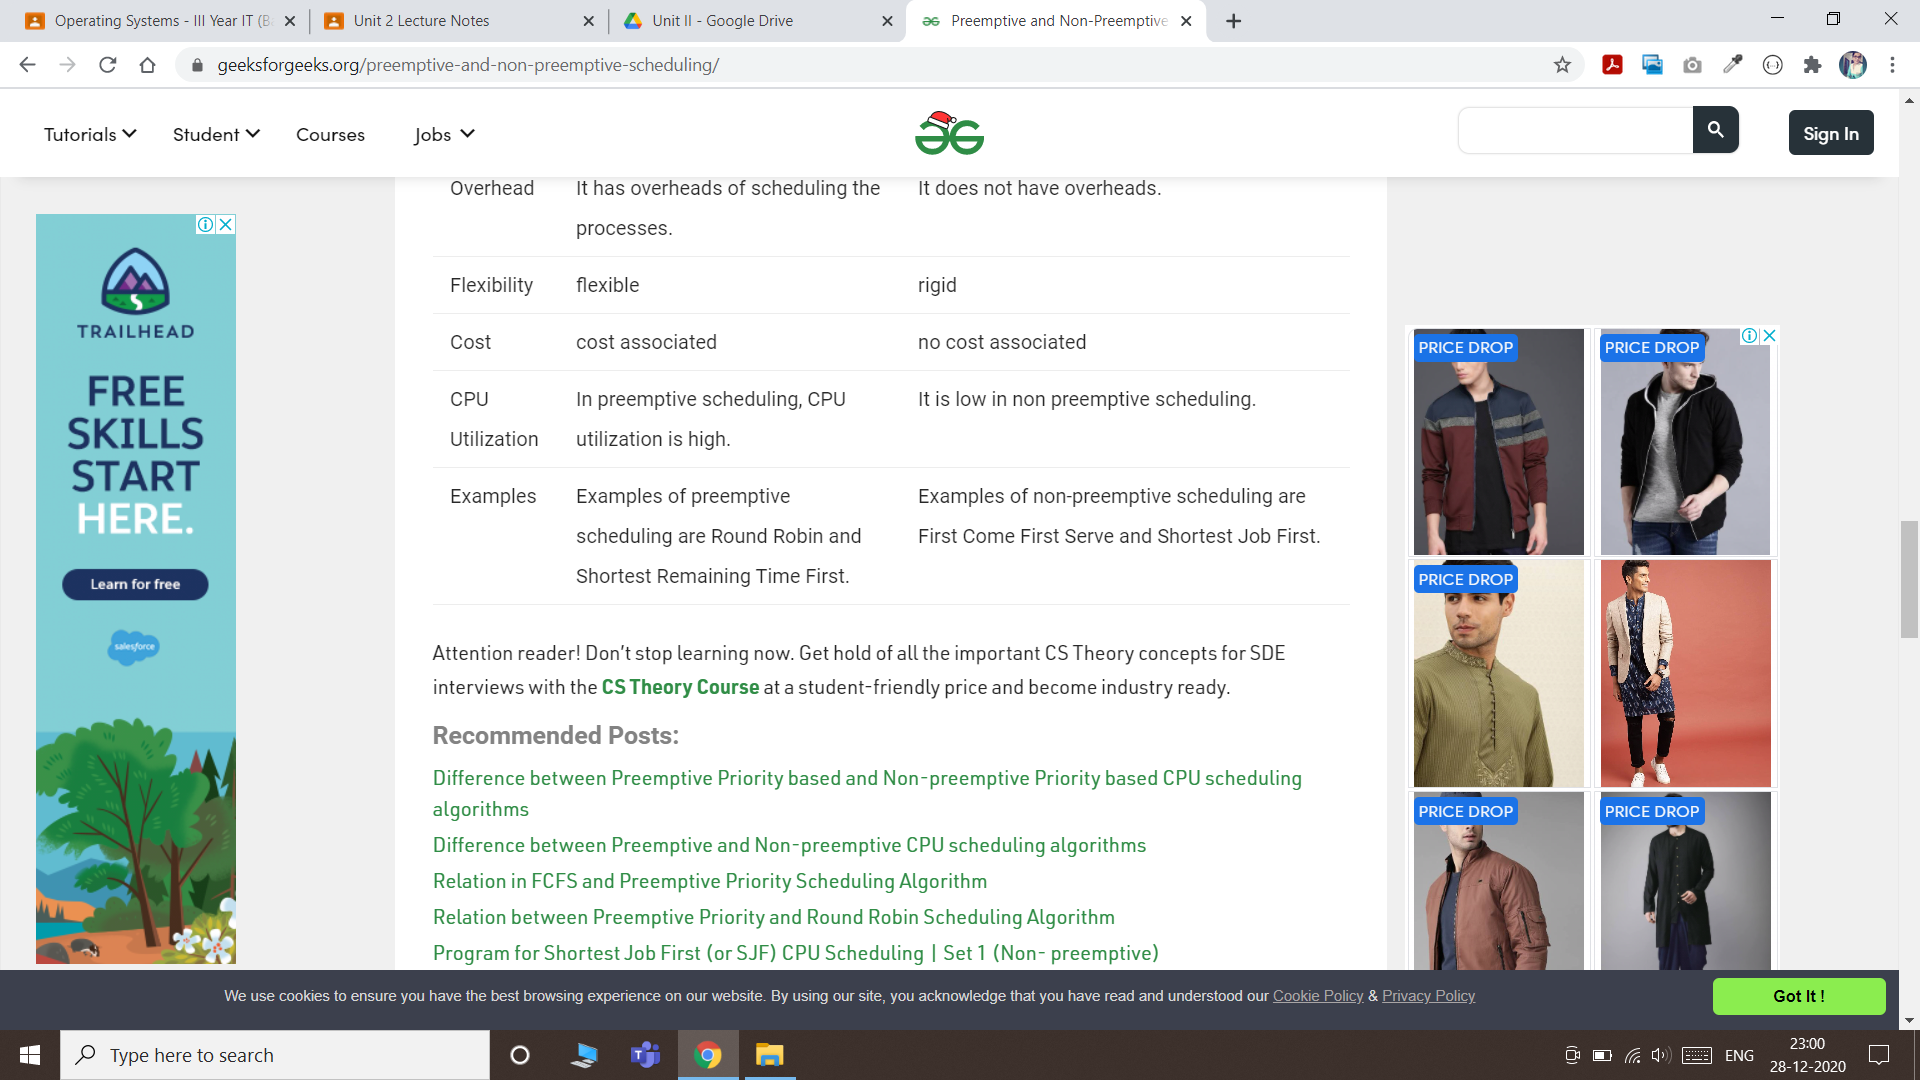 Operating Systems - III Year IT (B
Unit 2 Lecture Notes
Unit II - Google Drive
Preemptive and Non-Preemptive
geeksforgeeks.org/preemptive-and-non-preemptive-scheduling/
Tutorials Student Courses Jobs
Sign In
Overhead It has overheads of scheduling the It does not have overheads.
processes.
Flexibility flexible rigid
Cost cost associated no cost associated
CPU In preemptive scheduling, CPU It is low in non preemptive scheduling.
Utilization utilization is high.
Examples Examples of preemptive Examples of non-preemptive scheduling are
scheduling are Round Robin and First Come First Serve and Shortest Job First.
Shortest Remaining Time First.
Attention reader! Don't stop learning now. Get hold of all the important CS Theory concepts for SDE
interviews with the CS Theory Course at a student-friendly price and become industry ready.
Recommended Posts:
Difference between Preemptive Priority based and Non-preemptive Priority based CPU scheduling
algorithms
Difference between Preemptive and Non-preemptive CPU scheduling algorithms
Relation in FCFS and Preemptive Priority Scheduling Algorithm
Relation between Preemptive Priority and Round Robin Scheduling Algorithm
Program for Shortest Job First (or SJF) CPU Scheduling | Set 1 (Non- preemptive)
TRAILHEAD
FREE
SKILLS
START
HERE.
Learn for free
salesforce
PRICE DROP PRICE DROP
PRICE DROP
PRICE DROP PRICE DROP
We use cookies to ensure you have the best browsing experience on our website. By using our site, you acknowledge that you have read and understood our Cookie Policy & Privacy Policy
Got It !
Type here to search
ENG
23:00
28-12-2020